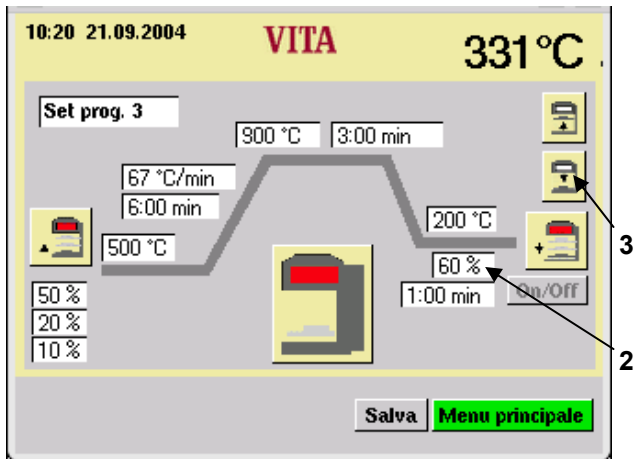 10:20 21.09.2004 VITA 331°C
Set prog. 3
900 °C 3:00 min
67 °C/min
6:00 min
500 °C
200 °C
60 %
1:00 min On/Off
50 %
20 %
10 %
3
2
Salva Menu principale